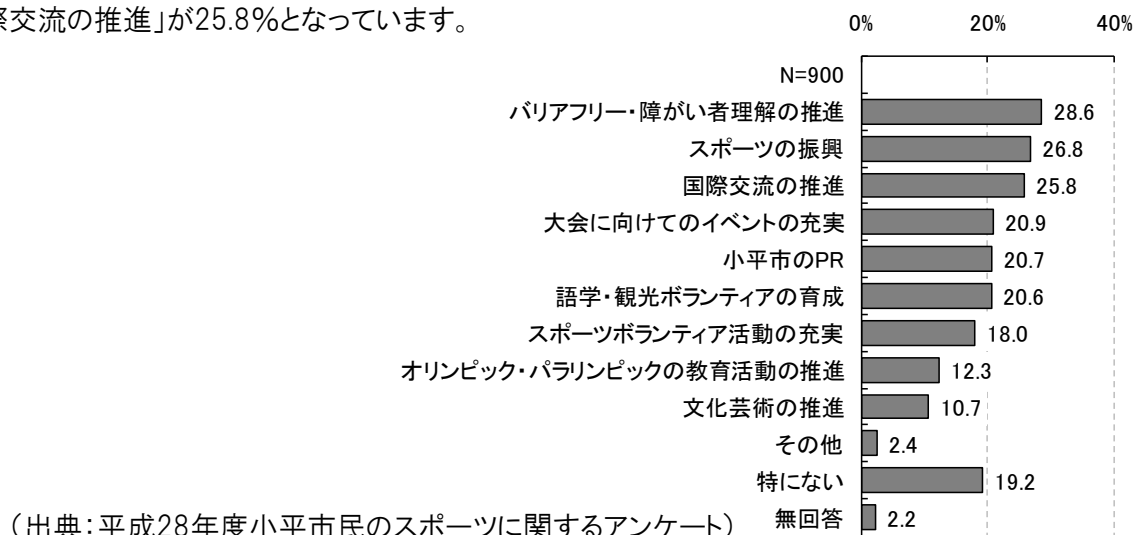 際交流の推進」が25.8%となっています。
0% 20% 40%
N=900
バリアフリー・障がい者理解の推進 28.6
スポーツの振興 26.8
国際交流の推進 25.8
大会に向けてのイベントの充実 20.9
小平市のPR 20.7
語学・観光ボランティアの育成 20.6
スポーツボランティア活動の充実 18.0
オリンピック・パラリンピックの教育活動の推進 12.3
文化芸術の推進 10.7
その他 2.4
特にない 19.2
無回答 2.2
(出典:平成28年度小平市民のスポーツに関するアンケート)